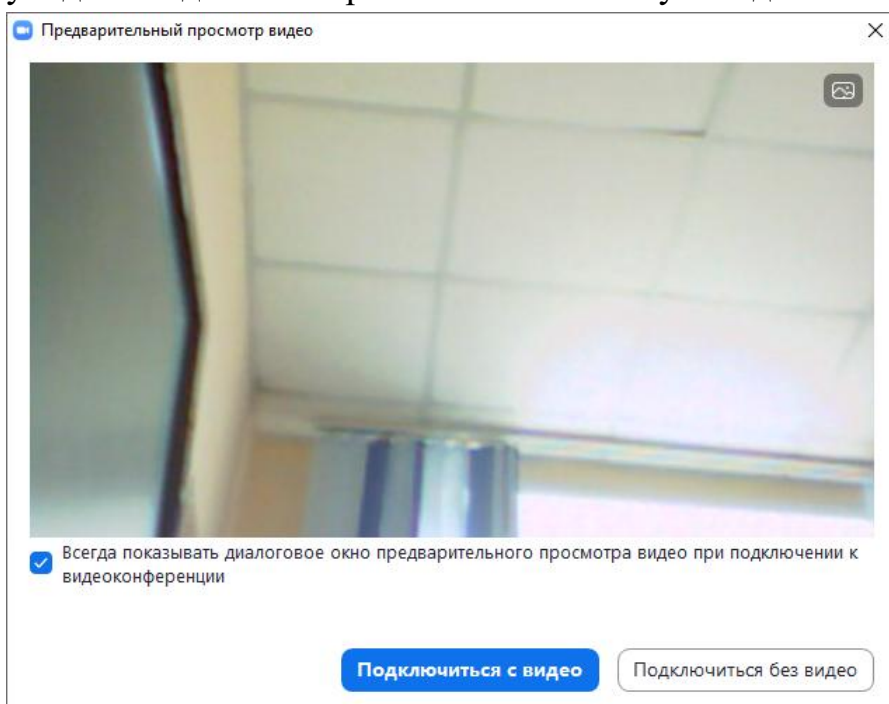 Предварительный просмотр видео
Всегда показывать диалоговое окно предварительного просмотра видео при подключении к
видеоконференции
Подключиться с видео
Подключиться без видео